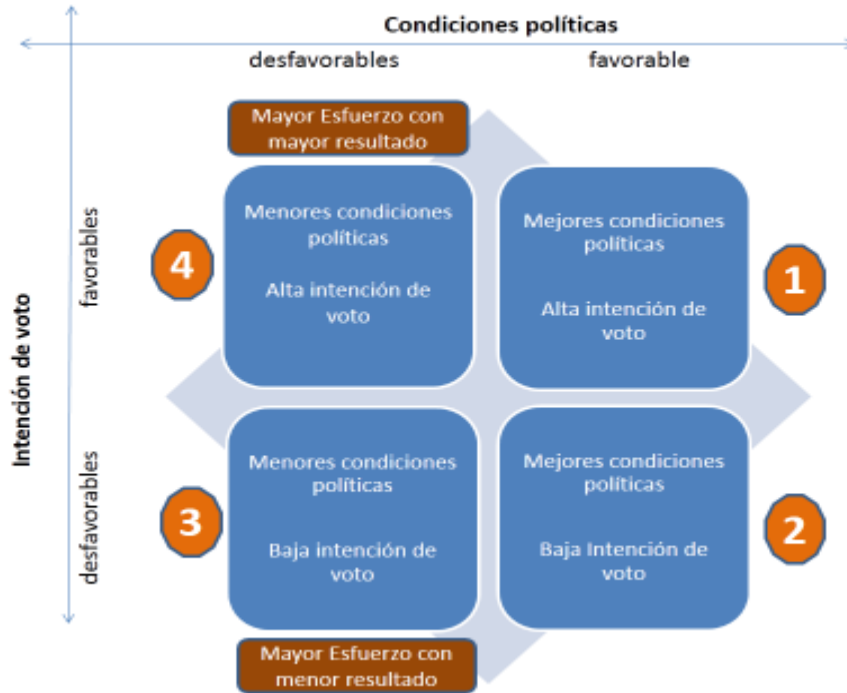 Condiciones políticas
desfavorables
favorable
Mayor Esfuerzo con
mayor resultado
Intención de voto
favorables
desfavorables
4
Menores condiciones
políticas
Alta intención de
voto
Mejores condiciones
políticas
Alta intención de
voto
1
3
Menores condiciones
políticas
Baja intención de
voto
Mejores condiciones
políticas
Baja Intención de
voto
2
Mayor Esfuerzo con
menor resultado